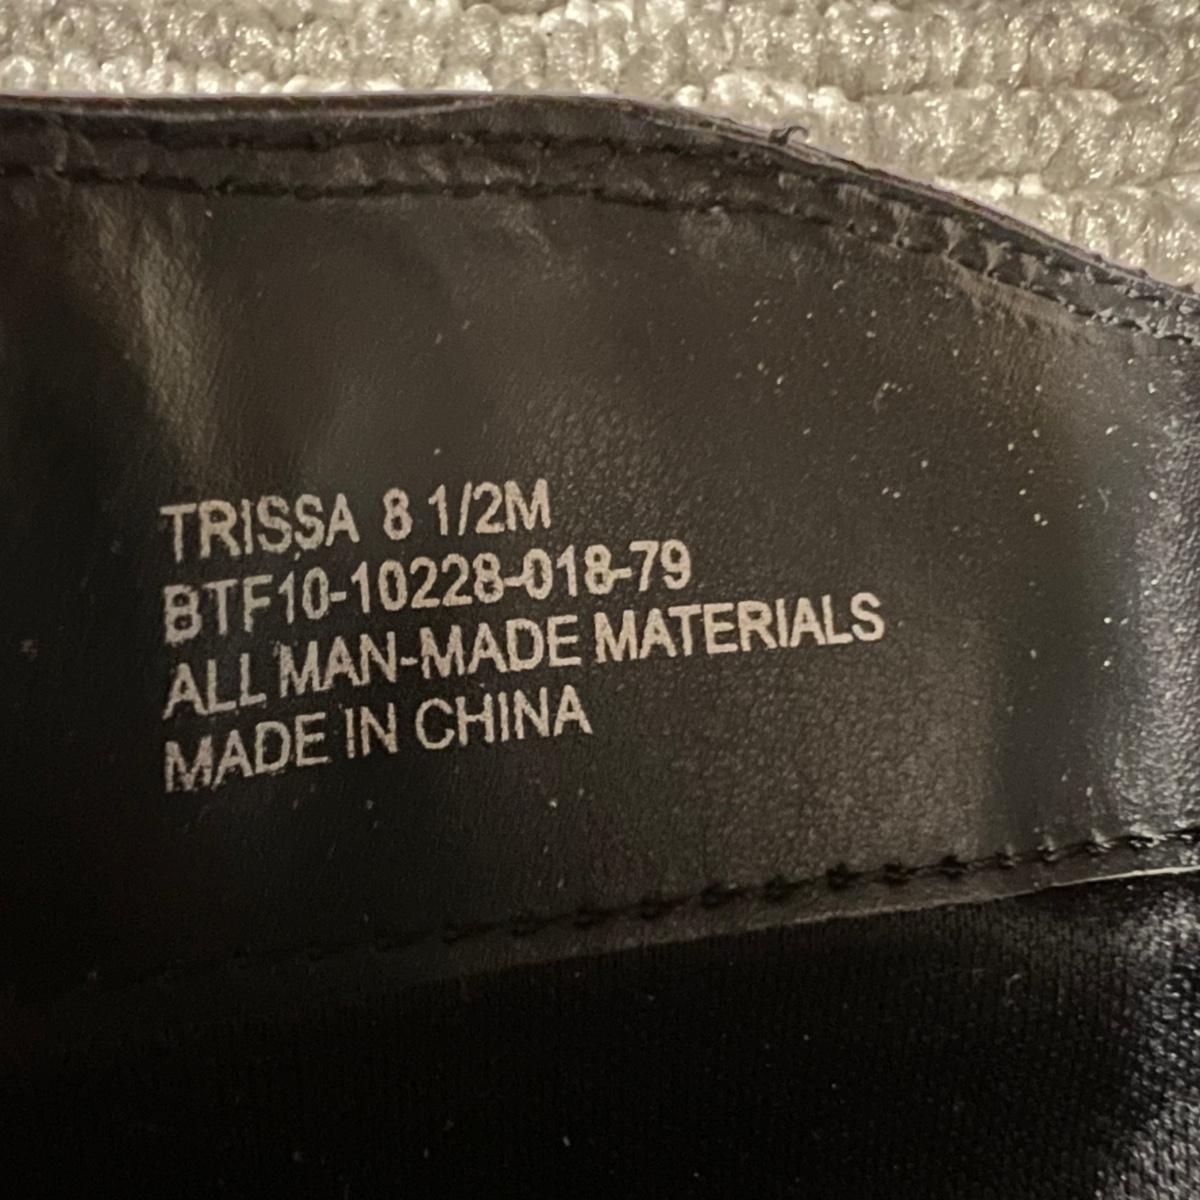 TRISSA 8 1/2M
BTF10-10228-018-79
ALL MAN-MADE MATERIALS
MADE IN CHINA